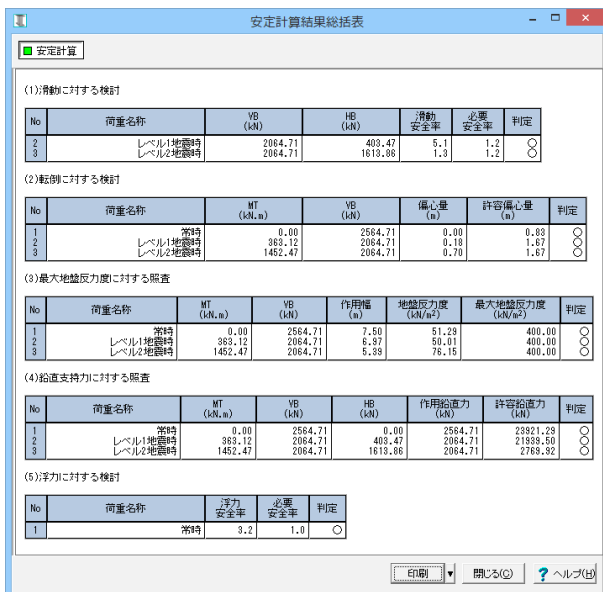 安定計算結果総括表
安定計算
(1)滑動に対する検討
No 荷重名称 VB (kN) HB (kN) 滑動安全率 必要安全率 判定
2 レベル1地震時 2064.71 403.47 5.1 1.2 ○
3 レベル2地震時 2064.71 1613.86 1.3 1.2 ○
(2)転倒に対する検討
No 荷重名称 MT (kN.m) VB (kN) 偏心量 (m) 許容偏心量 (m) 判定
1 常時 0.00 2564.71 0.00 0.83 ○
2 レベル1地震時 363.12 2064.71 0.18 1.67 ○
3 レベル2地震時 1452.47 2064.71 0.70 1.67 ○
(3)最大地盤反力度に対する照査
No 荷重名称 MT (kN.m) VB (kN) 作用幅 (m) 地盤反力度 (kN/m²) 最大地盤反力度 (kN/m²) 判定
1 常時 0.00 2564.71 7.50 51.29 400.00 ○
2 レベル1地震時 363.12 2064.71 6.97 50.01 400.00 ○
3 レベル2地震時 1452.47 2064.71 5.39 76.15 400.00 ○
(4)鉛直支持力に対する照査
No 荷重名称 MT (kN.m) VB (kN) HB (kN) 作用鉛直力 (kN) 許容鉛直力 (kN) 判定
1 常時 0.00 2564.71 0.00 2564.71 23921.29 ○
2 レベル1地震時 363.12 2064.71 403.47 2064.71 21939.50 ○
3 レベル2地震時 1452.47 2064.71 1613.86 2064.71 2769.92 ○
(5)浮力に対する検討
No 荷重名称 浮力安全率 必要安全率 判定
1 常時 3.2 1.0 ○
印刷 閉じる(C) ? ヘルプ(H)